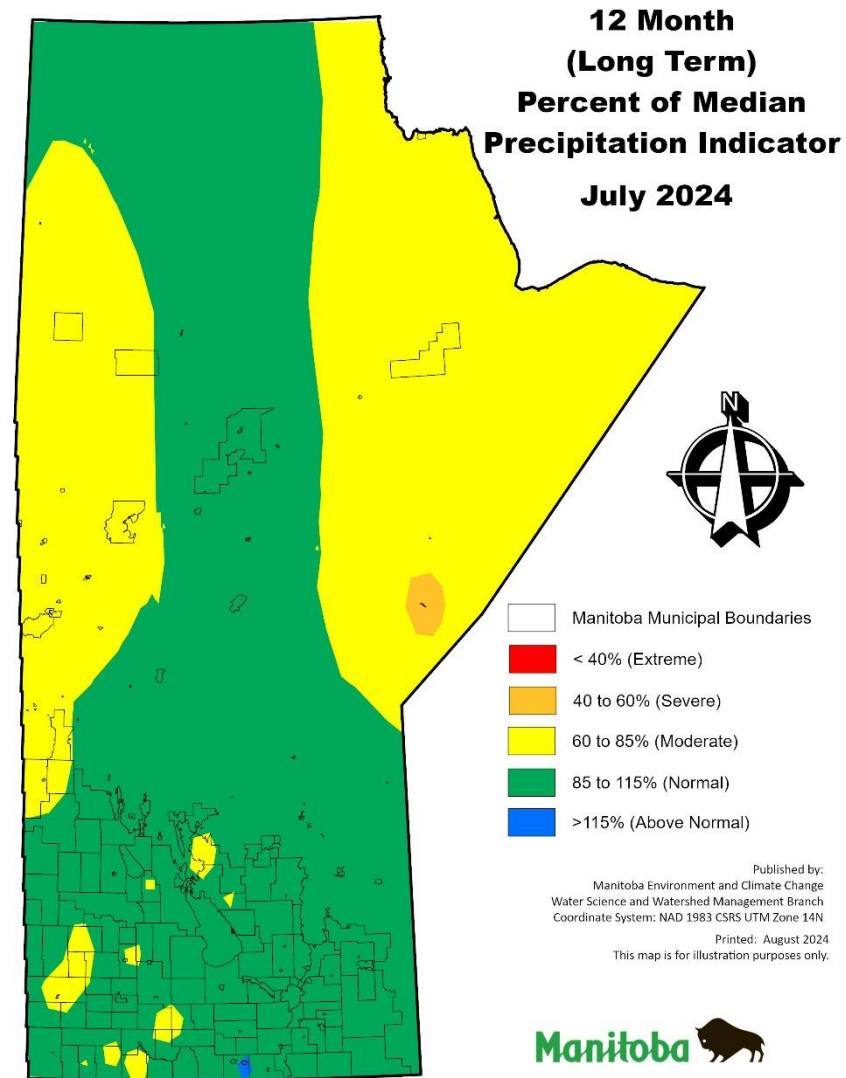 12 Month
(Long Term)
Percent of Median
Precipitation Indicator
July 2024
N
Manitoba Municipal Boundaries
< 40% (Extreme)
40 to 60% (Severe)
60 to 85% (Moderate)
85 to 115% (Normal)
>115% (Above Normal)
Published by:
Manitoba Environment and Climate Change
Water Science and Watershed Management Branch
Coordinate System: NAD 1983 CSRS UTM Zone 14N
Printed: August 2024
This map is for illustration purposes only.
Manitoba